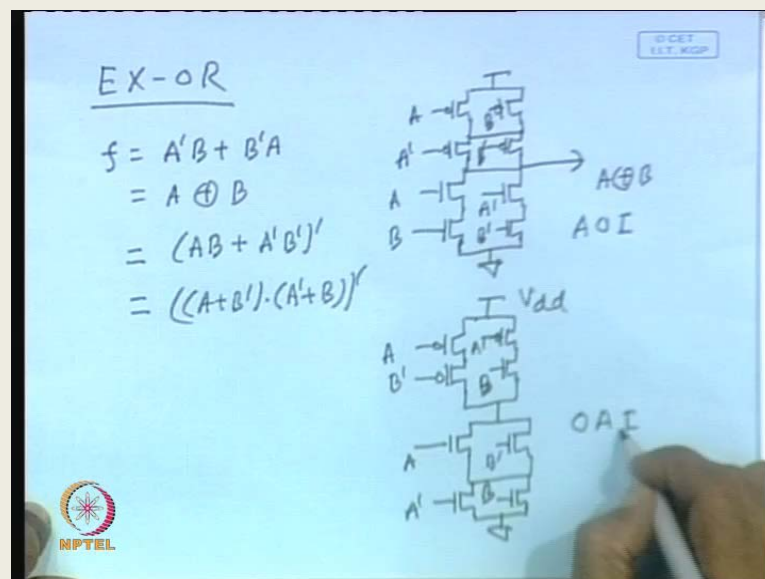 © CET
I.I.T. KGP
EX-OR
f = A'B + B'A
= A ⊕ B
= (AB + A'B')'
= ((A+B')·(A'+B))'
A
B
A'
B'
A
A'
B
B'
A⊕B
AOI
Vdd
A
A'
B'
B
A
B'
A'
B
OAI
NPTEL